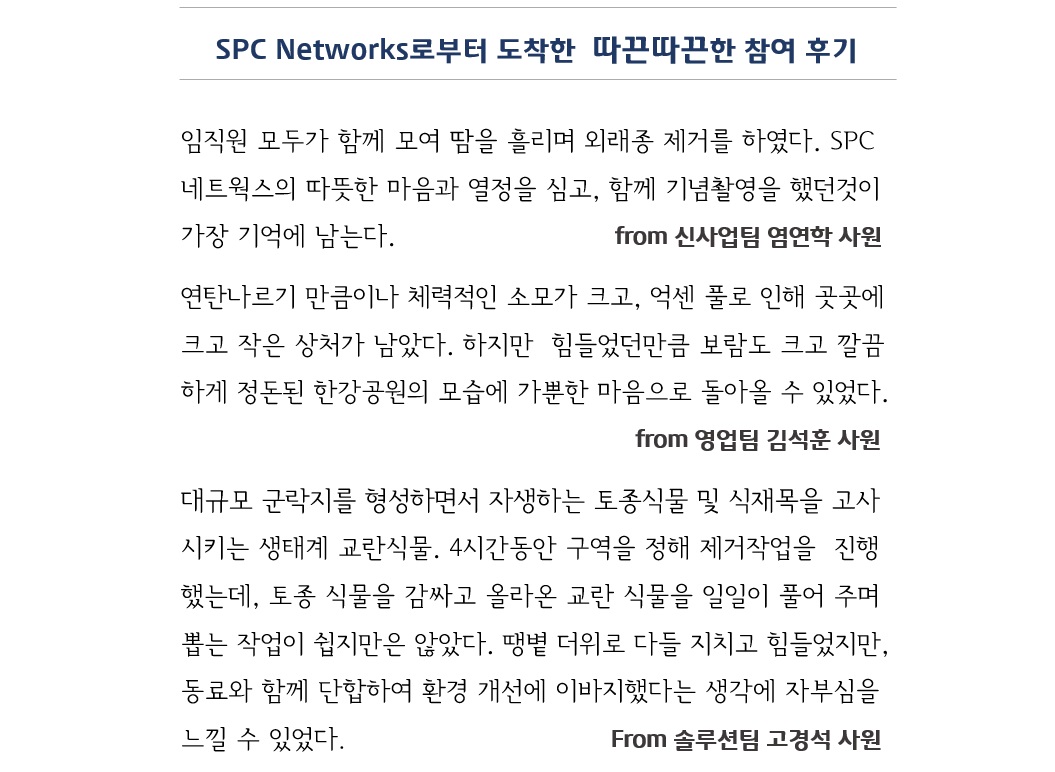 SPC Networks로부터 도착한 따끈따끈한 참여 후기
임직원 모두가 함께 모여 땀을 흘리며 외래종 제거를 하였다. SPC
네트웍스의 따뜻한 마음과 열정을 심고, 함께 기념촬영을 했던것이
가장 기억에 남는다. from 신사업팀 염연학 사원
연탄나르기 만큼이나 체력적인 소모가 크고, 억센 풀로 인해 곳곳에
크고 작은 상처가 남았다. 하지만 힘들었던만큼 보람도 크고 깔끔
하게 정돈된 한강공원의 모습에 가뿐한 마음으로 돌아올 수 있었다.
from 영업팀 김석훈 사원
대규모 군락지를 형성하면서 자생하는 토종식물 및 식재목을 고사
시키는 생태계 교란식물. 4시간동안 구역을 정해 제거작업을 진행
했는데, 토종 식물을 감싸고 올라온 교란 식물을 일일이 풀어 주며
뽑는 작업이 쉽지만은 않았다. 땡볕 더위로 다들 지치고 힘들었지만,
동료와 함께 단합하여 환경 개선에 이바지했다는 생각에 자부심을
느낄 수 있었다. From 솔루션팀 고경석 사원